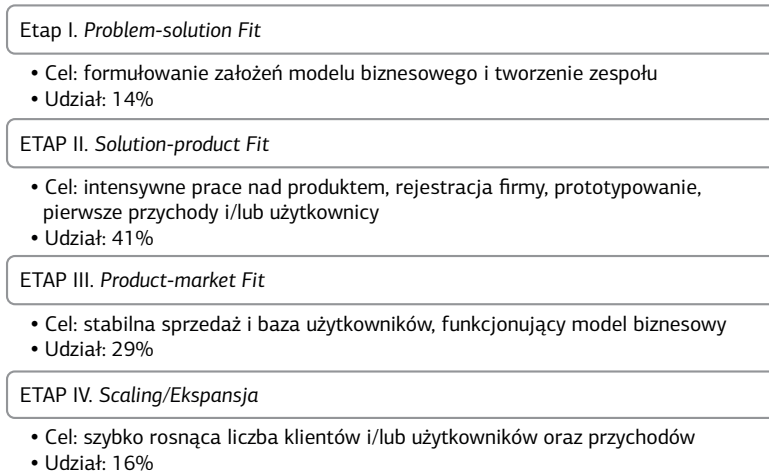 Etap I. Problem-solution Fit
• Cel: formułowanie założeń modelu biznesowego i tworzenie zespołu
• Udział: 14%
ETAP II. Solution-product Fit
• Cel: intensywne prace nad produktem, rejestracja firmy, prototypowanie,
pierwsze przychody i/lub użytkownicy
• Udział: 41%
ETAP III. Product-market Fit
• Cel: stabilna sprzedaż i baza użytkowników, funkcjonujący model biznesowy
• Udział: 29%
ETAP IV. Scaling/Ekspansja
• Cel: szybko rosnąca liczba klientów i/lub użytkowników oraz przychodów
• Udział: 16%